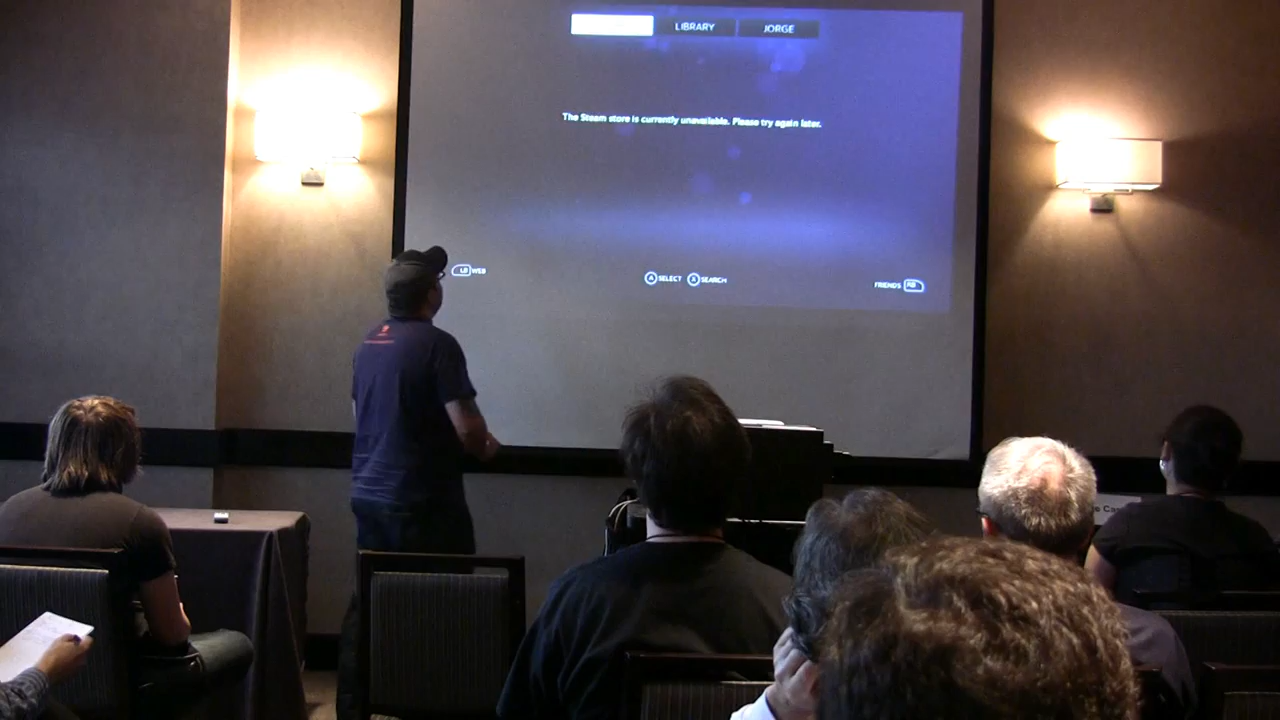 LIBRARY
JORGE
The Steam store is currently unavailable. Please try again later.
LB WEB
A SELECT X SEARCH
FRIENDS RB